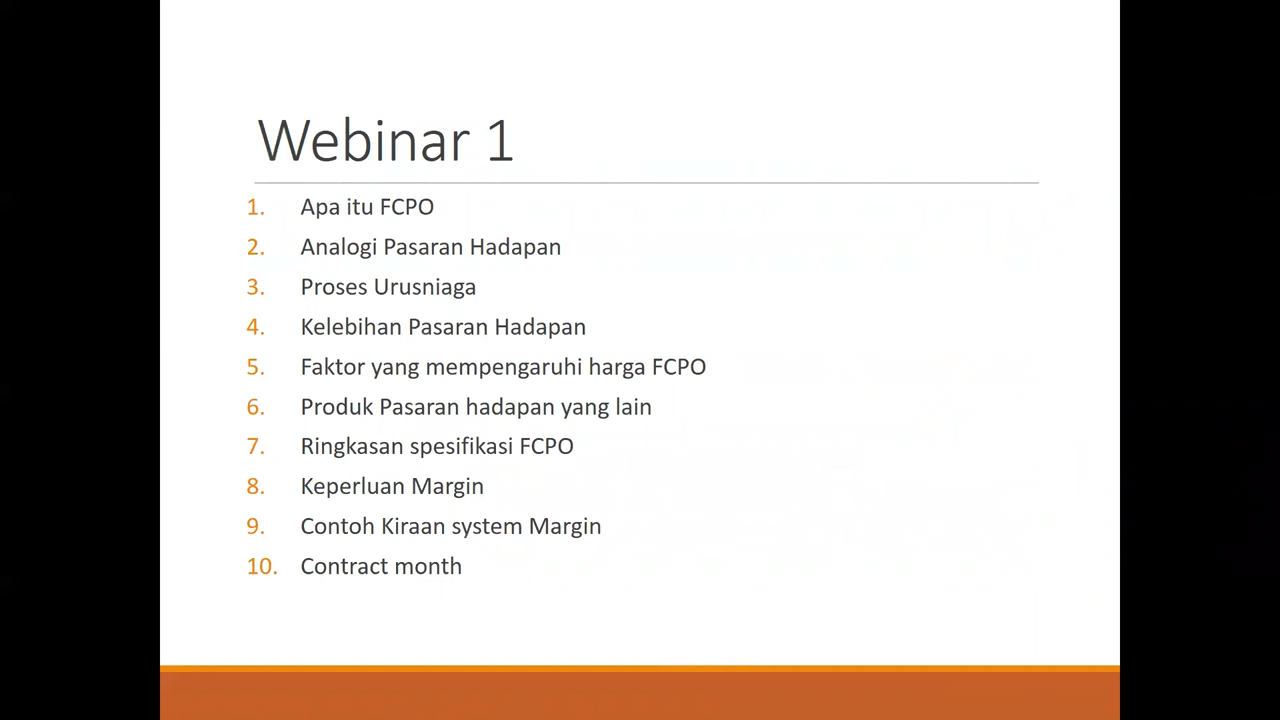 Webinar 1
1. Apa itu FCPO
2. Analogi Pasaran Hadapan
3. Proses Urusniaga
4. Kelebihan Pasaran Hadapan
5. Faktor yang mempengaruhi harga FCPO
6. Produk Pasaran hadapan yang lain
7. Ringkasan spesifikasi FCPO
8. Keperluan Margin
9. Contoh Kiraan system Margin
10. Contract month